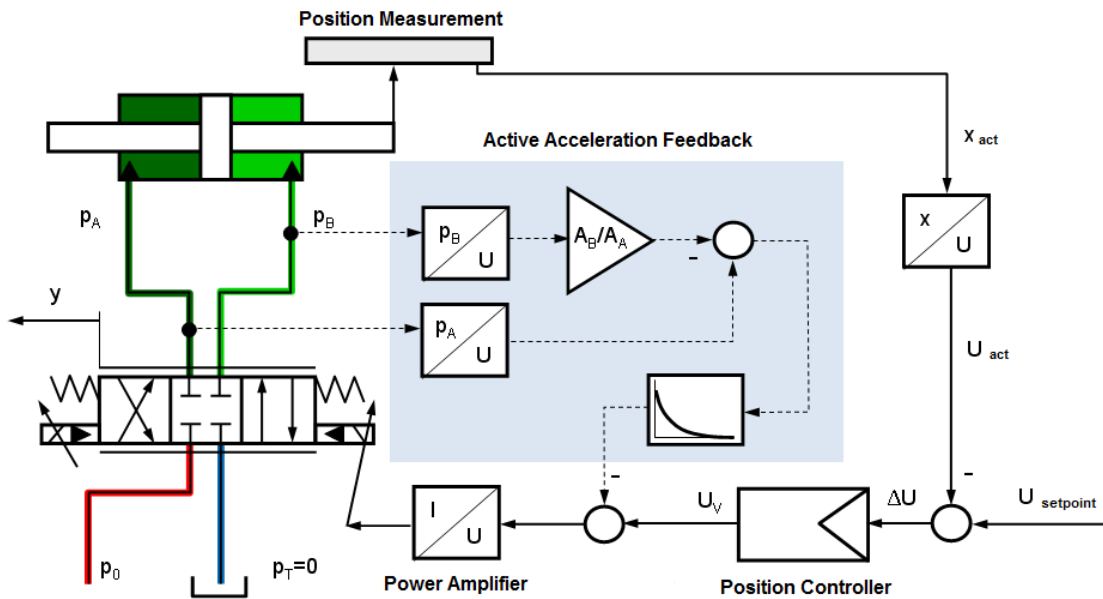 Position Measurement
Active Acceleration Feedback
x act
pA
pB
pB
U
AB/AA
-
x
U
y
pA
U
U act
-
-
I
U
UV
ΔU
U setpoint
p0
pT=0
Power Amplifier
Position Controller